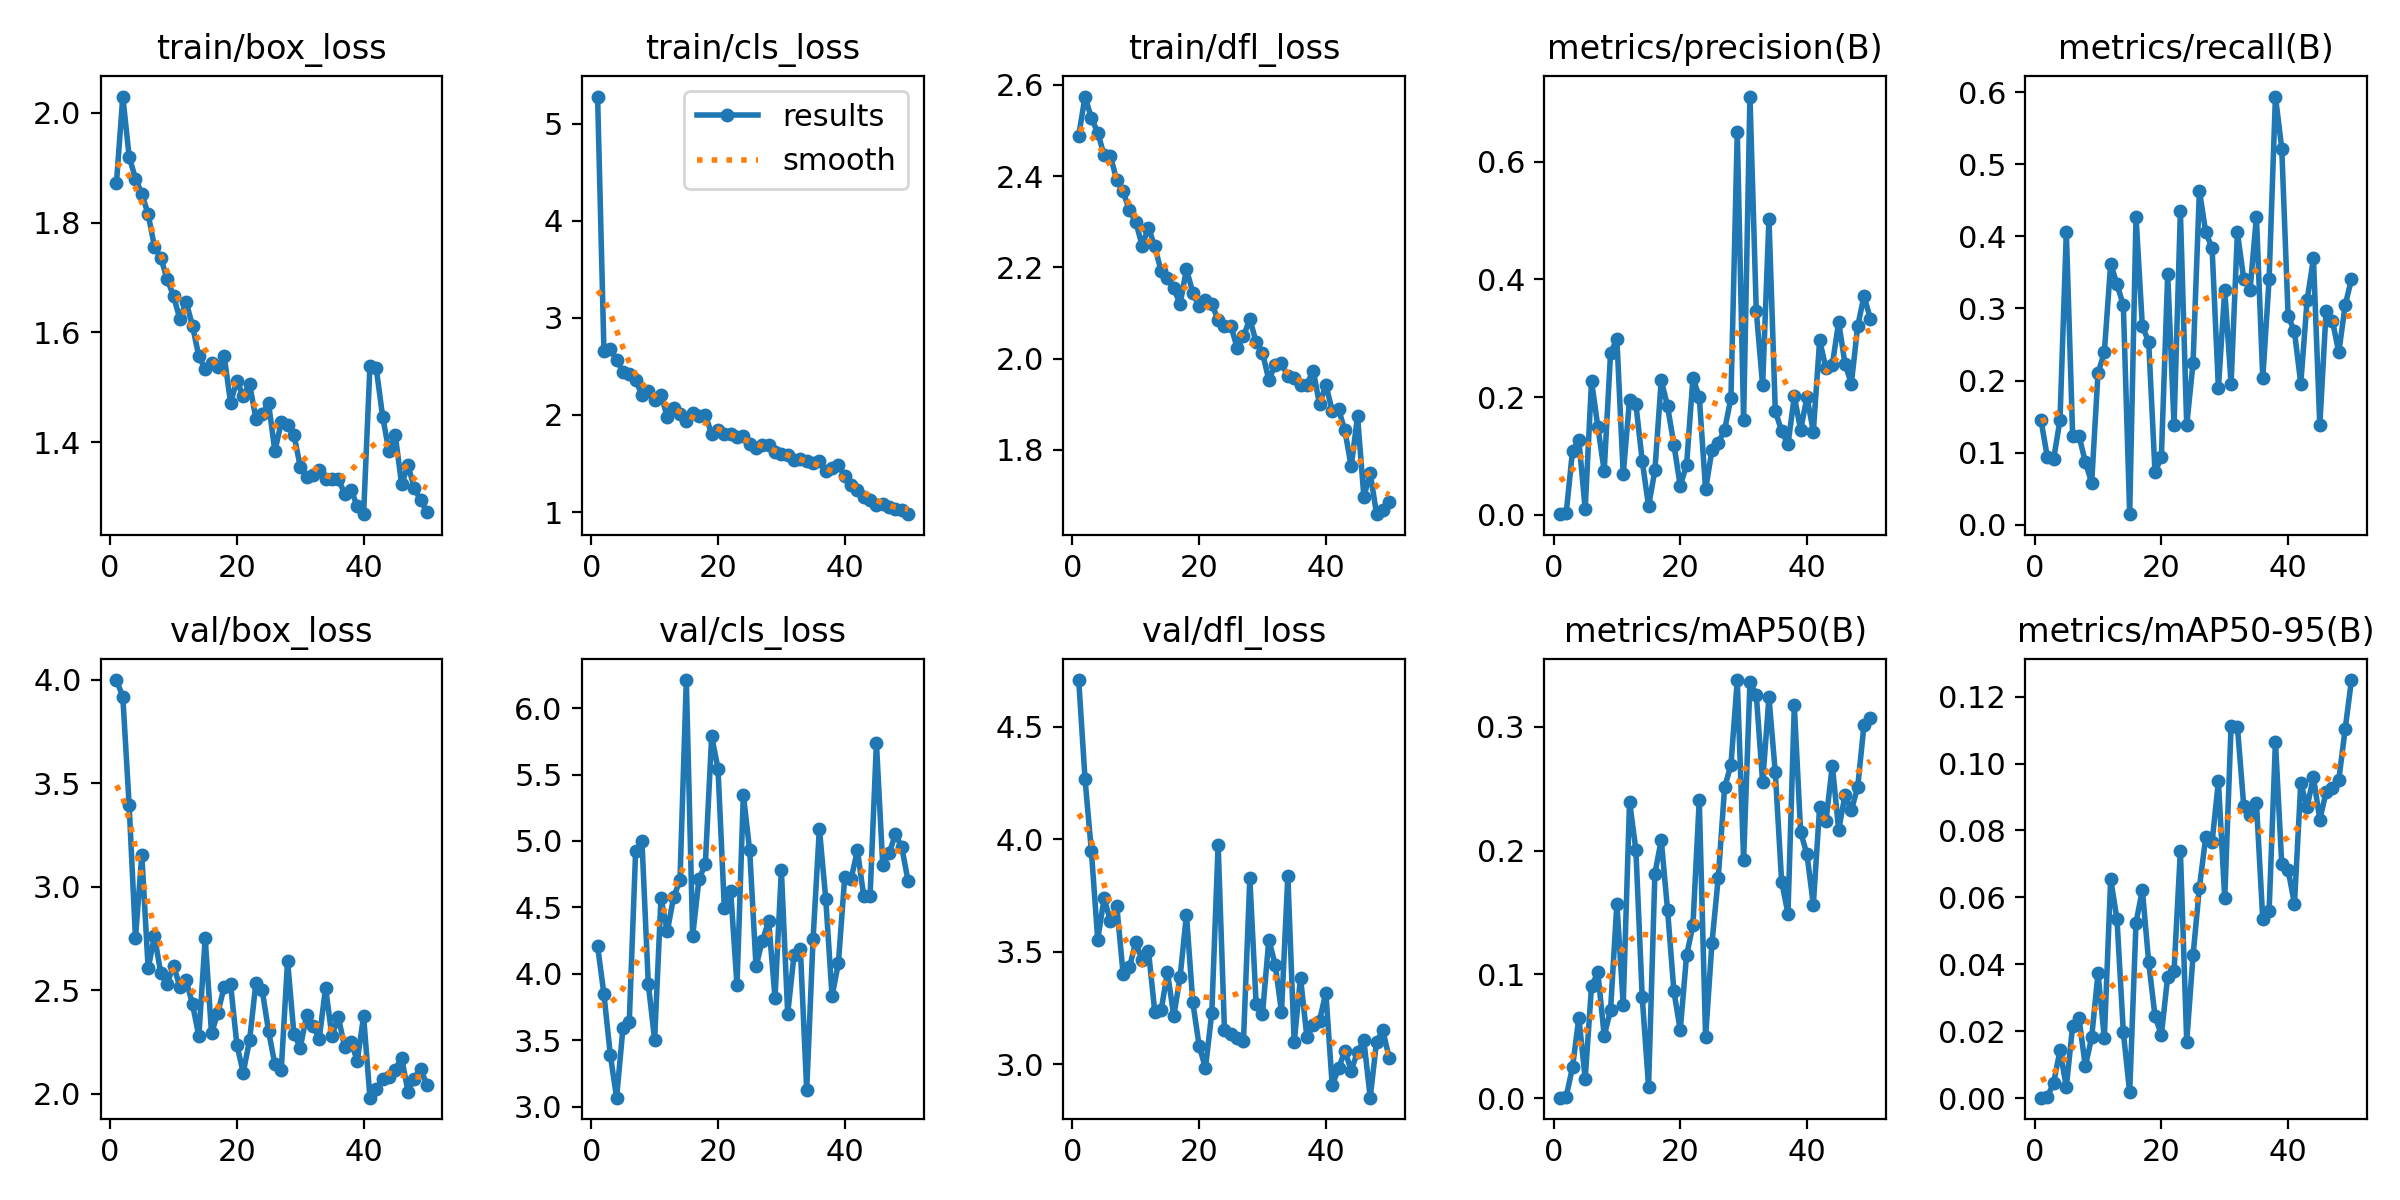 train/box_loss
2.0
1.8
1.6
1.4
0 20 40
train/cls_loss
results
smooth
5
4
3
2
1
0 20 40
train/dfl_loss
2.6
2.4
2.2
2.0
1.8
0 20 40
metrics/precision(B)
0.6
0.4
0.2
0.0
0 20 40
metrics/recall(B)
0.6
0.5
0.4
0.3
0.2
0.1
0.0
0 20 40
val/box_loss
4.0
3.5
3.0
2.5
2.0
0 20 40
val/cls_loss
6.0
5.5
5.0
4.5
4.0
3.5
3.0
0 20 40
val/dfl_loss
4.5
4.0
3.5
3.0
0 20 40
metrics/mAP50(B)
0.3
0.2
0.1
0.0
0 20 40
metrics/mAP50-95(B)
0.12
0.10
0.08
0.06
0.04
0.02
0.00
0 20 40